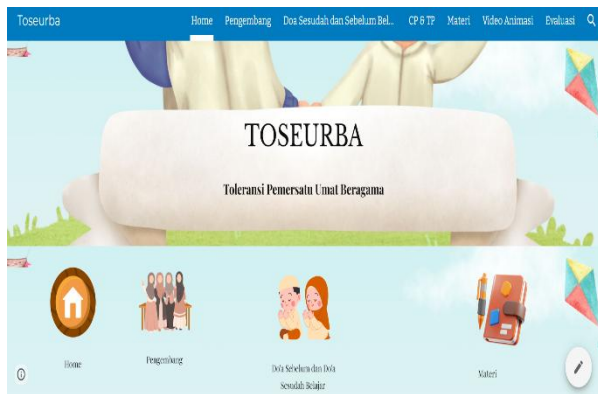 Toseurba
Home Pengembang Doa Sesudah dan Sebelum Bel... CP & TP Materi Video Animasi Evaluasi
TOSEURBA
Toleransi Pemersatu Umat Beragama
Home
Pengembang
Do'a Sebelum dan Do'a
Sesudah Belajar
Materi